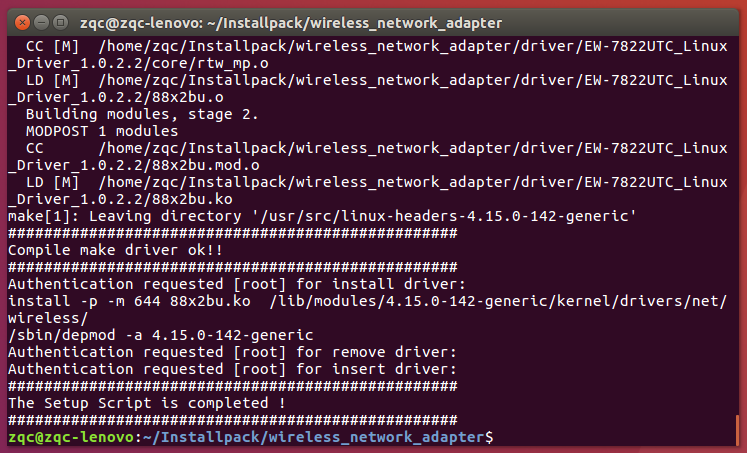 zqc@zqc-lenovo: ~/Installpack/wireless_network_adapter
  CC [M]  /home/zqc/Installpack/wireless_network_adapter/driver/EW-7822UTC_Linux
_Driver_1.0.2.2/core/rtw_mp.o
  LD [M]  /home/zqc/Installpack/wireless_network_adapter/driver/EW-7822UTC_Linux
_Driver_1.0.2.2/88x2bu.o
  Building modules, stage 2.
  MODPOST 1 modules
  CC      /home/zqc/Installpack/wireless_network_adapter/driver/EW-7822UTC_Linux
_Driver_1.0.2.2/88x2bu.mod.o
  LD [M]  /home/zqc/Installpack/wireless_network_adapter/driver/EW-7822UTC_Linux
_Driver_1.0.2.2/88x2bu.ko
make[1]: Leaving directory '/usr/src/linux-headers-4.15.0-142-generic'
##################################################
Compile make driver ok!!
##################################################
Authentication requested [root] for install driver:
install -p -m 644 88x2bu.ko  /lib/modules/4.15.0-142-generic/kernel/drivers/net/
wireless/
/sbin/depmod -a 4.15.0-142-generic
Authentication requested [root] for remove driver:
Authentication requested [root] for insert driver:
##################################################
The Setup Script is completed !
##################################################
zqc@zqc-lenovo:~/Installpack/wireless_network_adapter$